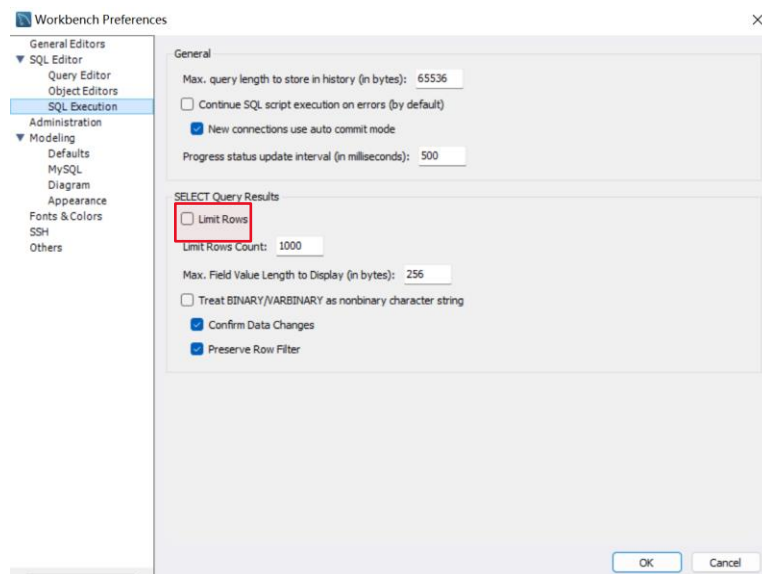 Workbench Preferences
General Editors
SQL Editor
Query Editor
Object Editors
SQL Execution
Administration
Modeling
Defaults
MySQL
Diagram
Appearance
Fonts & Colors
SSH
Others
General
Max. query length to store in history (in bytes): 65536
Continue SQL script execution on errors (by default)
New connections use auto commit mode
Progress status update interval (in milliseconds): 500
SELECT Query Results
Limit Rows
Limit Rows Count: 1000
Max. Field Value Length to Display (in bytes): 256
Treat BINARY/VARBINARY as nonbinary character string
Confirm Data Changes
Preserve Row Filter
OK Cancel